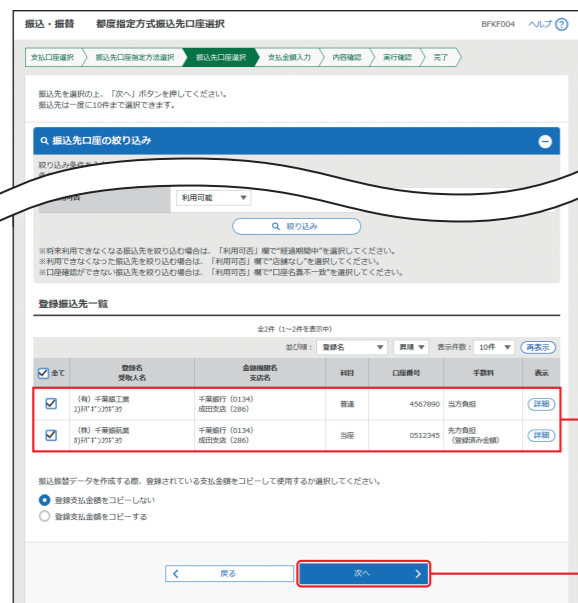 振込・振替 都度指定方式振込先口座選択 BFKF004 ヘルプ ?
支払口座選択 振込先口座指定方法選択 振込先口座選択 支払金額入力 内容確認 実行確認 完了
振込先を選択の上、「次へ」ボタンを押してください。
振込先は一度に10件まで選択できます。
振込先口座の絞り込み
利用可能 ▼
絞り込み
※将来利用できなくなる振込先を絞り込む場合は、「利用可否」欄で"経過期間中"を選択してください。
※利用できなくなった振込先を絞り込む場合は、「利用可否」欄で"店舗なし"を選択してください。
※口座確認ができない振込先を絞り込む場合は、「利用可否」欄で"口座名義不一致"を選択してください。
登録振込先一覧
全2件（1～2件を表示中）
並び順： 登録名 ▼ 昇順 ▼ 表示件数： 10件 ▼ 再表示
全て 登録名 金融機関名 科目 口座番号 手数料 表示
受取人名 支店名
（有）千葉銀工業 千葉銀行（0134） 普通 4567890 当方負担 詳細
成田支店（286）
（株）千葉銀航業 千葉銀行（0134） 当座 0512345 先方負担 詳細
成田支店（286） （登録済み金額）
振込振替データを作成する際、登録されている支払金額をコピーして使用するか選択してください。
登録支払金額をコピーしない
登録支払金額をコピーする
戻る 次へ